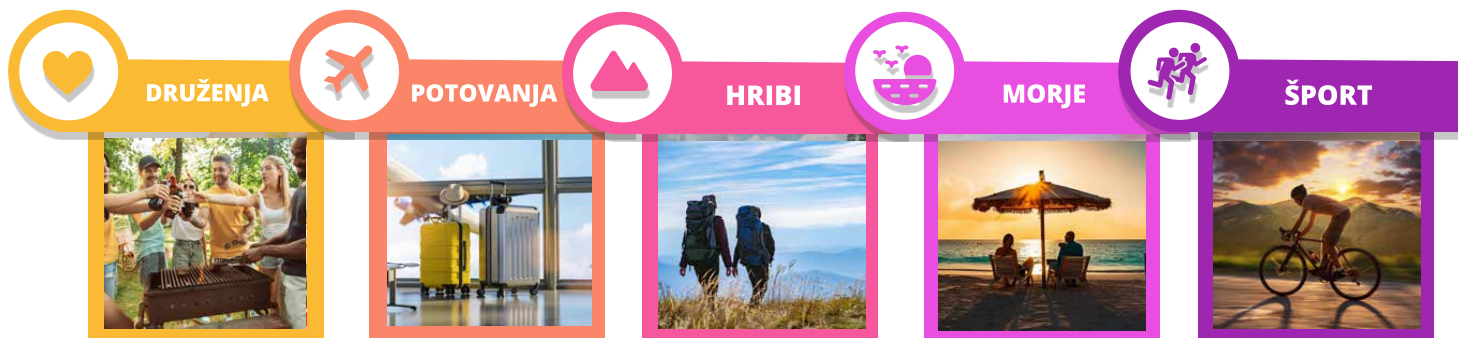 DRUŽENJA
POTOVANJA
HRIBI
MORJE
ŠPORT